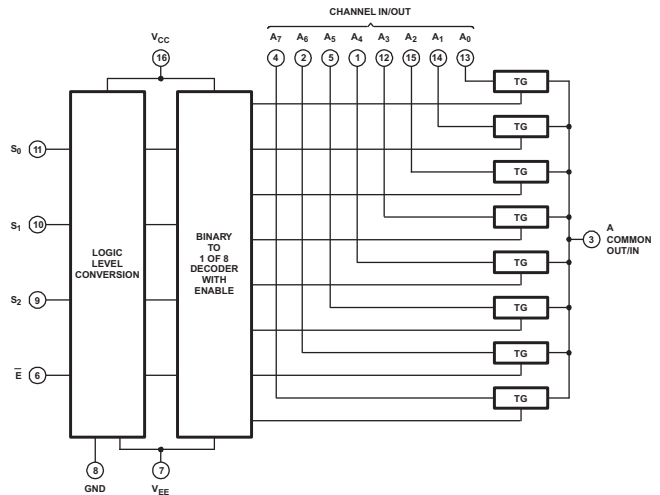 CHANNEL IN/OUT
VCC A7 A6 A5 A4 A3 A2 A1 A0
16 4 2 5 1 12 15 14 13
TG
TG
S0 11
TG
TG
S1 10
LOGIC
LEVEL
CONVERSION
BINARY
TO
1 OF 8
DECODER
WITH
ENABLE
3 A
COMMON
OUT/IN
TG
S2 9
TG
TG
E̅ 6
TG
8 7
GND VEE